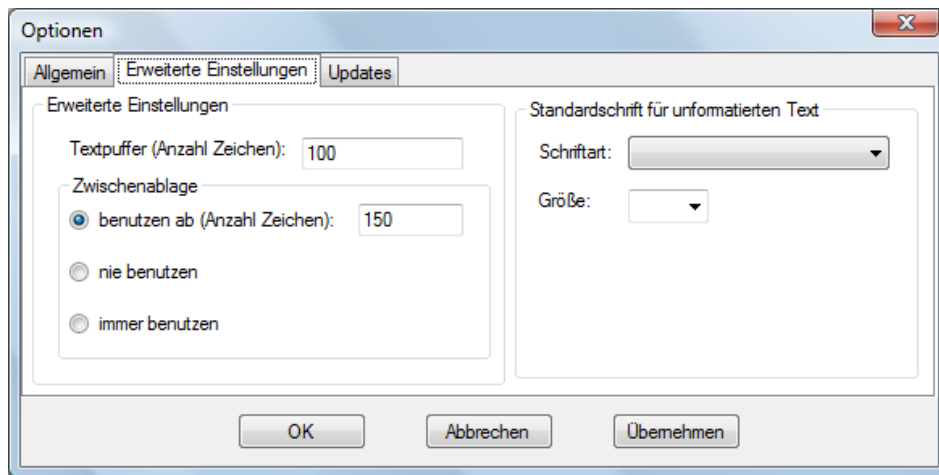 Optionen
Allgemein Erweiterte Einstellungen Updates
Erweiterte Einstellungen
Textpuffer (Anzahl Zeichen): 100
Zwischenablage
benutzen ab (Anzahl Zeichen): 150
nie benutzen
immer benutzen
Standardschrift für unformatierten Text
Schriftart:
Größe:
OK Abbrechen Übernehmen